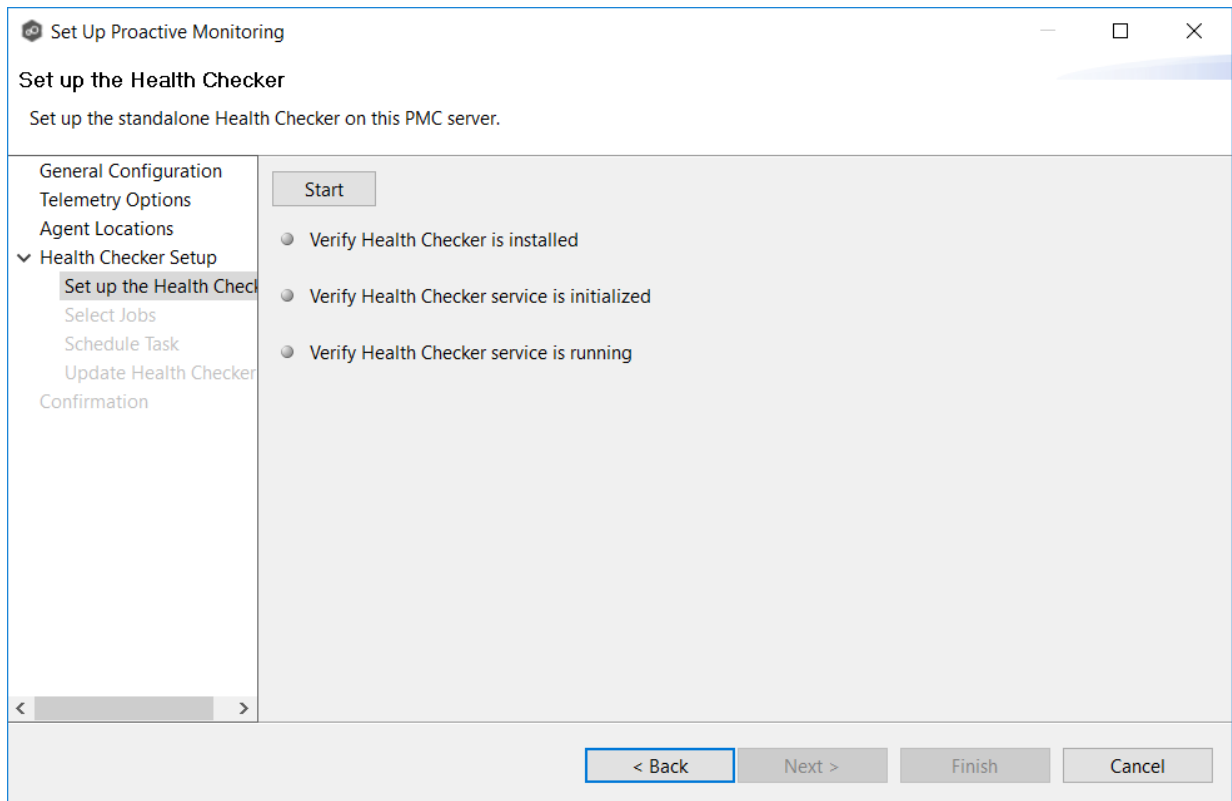 Set Up Proactive Monitoring
Set up the Health Checker
Set up the standalone Health Checker on this PMC server.
General Configuration
Telemetry Options
Agent Locations
Health Checker Setup
Set up the Health Check
Select Jobs
Schedule Task
Update Health Checker
Confirmation
Start
Verify Health Checker is installed
Verify Health Checker service is initialized
Verify Health Checker service is running
< Back
Next >
Finish
Cancel